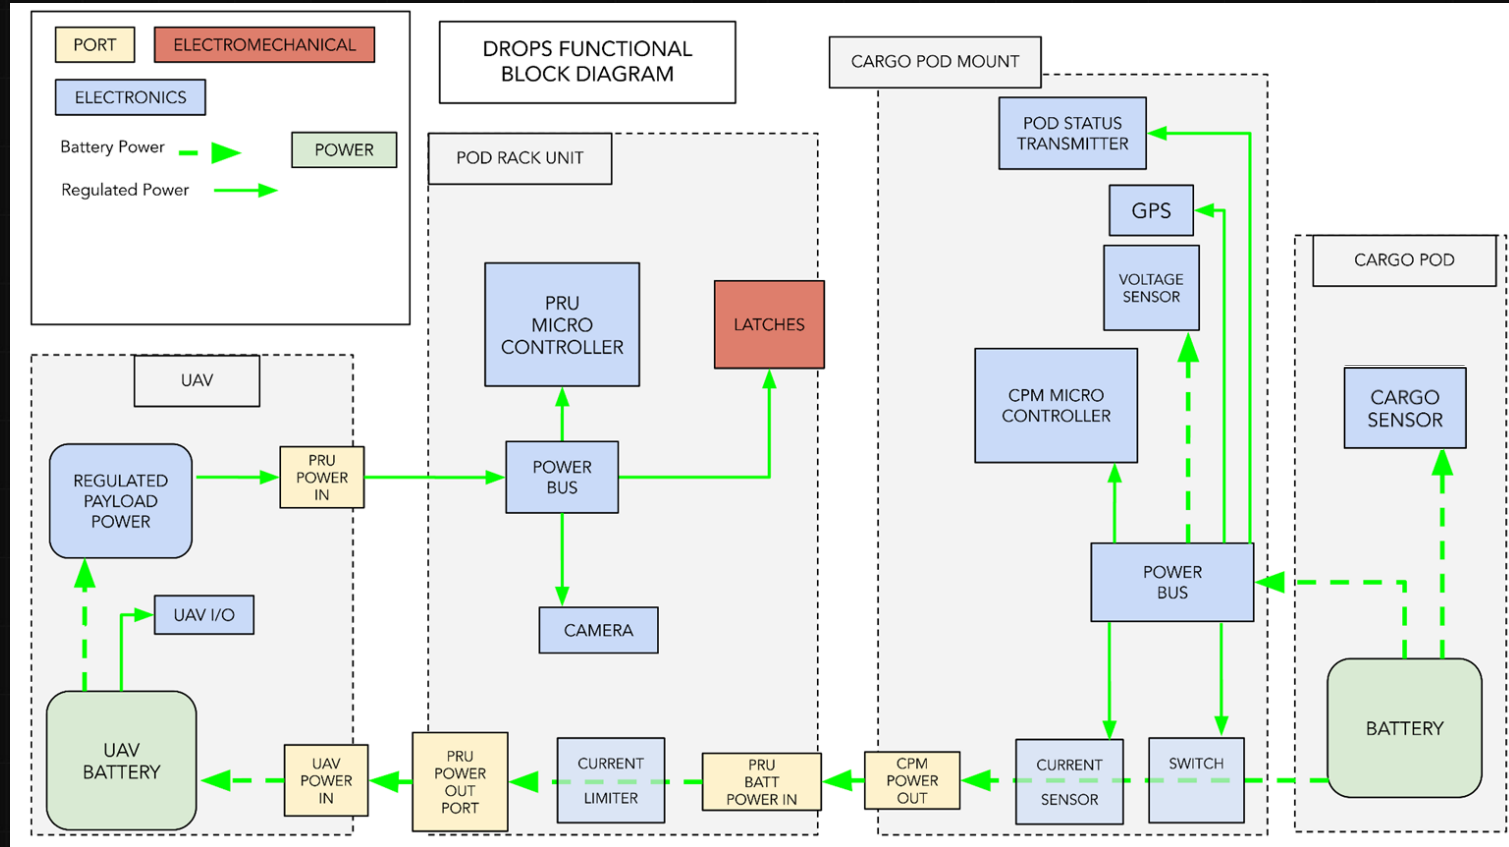 PORT
ELECTROMECHANICAL
ELECTRONICS
Battery Power
POWER
Regulated Power
DROPS FUNCTIONAL
BLOCK DIAGRAM
POD RACK UNIT
PRU
MICRO
CONTROLLER
LATCHES
POWER
BUS
CAMERA
UAV
REGULATED
PAYLOAD
POWER
PRU
POWER
IN
UAV I/O
UAV
BATTERY
UAV
POWER
IN
PRU
POWER
OUT
PORT
CURRENT
LIMITER
PRU
BATT
POWER IN
CARGO POD MOUNT
POD STATUS
TRANSMITTER
GPS
VOLTAGE
SENSOR
CPM MICRO
CONTROLLER
POWER
BUS
CPM
POWER
OUT
CURRENT
SENSOR
SWITCH
CARGO POD
CARGO
SENSOR
BATTERY